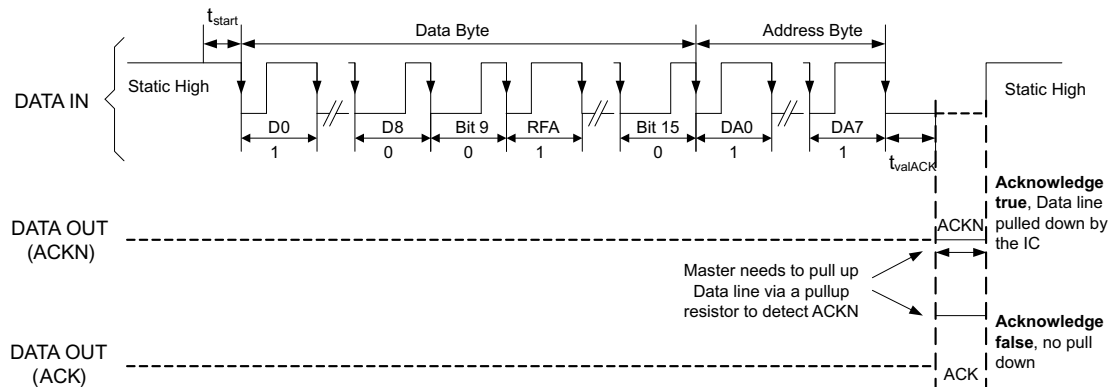 tstart
Data Byte
Address Byte
DATA IN
Static High
Static High
D0
D8
Bit 9
RFA
Bit 15
DA0
DA7
1
0
0
1
0
1
1
tvalACK
Acknowledge
true, Data line
pulled down by
the IC
DATA OUT
(ACKN)
ACKN
Master needs to pull up
Data line via a pullup
resistor to detect ACKN
Acknowledge
false, no pull
down
DATA OUT
(ACK)
ACK